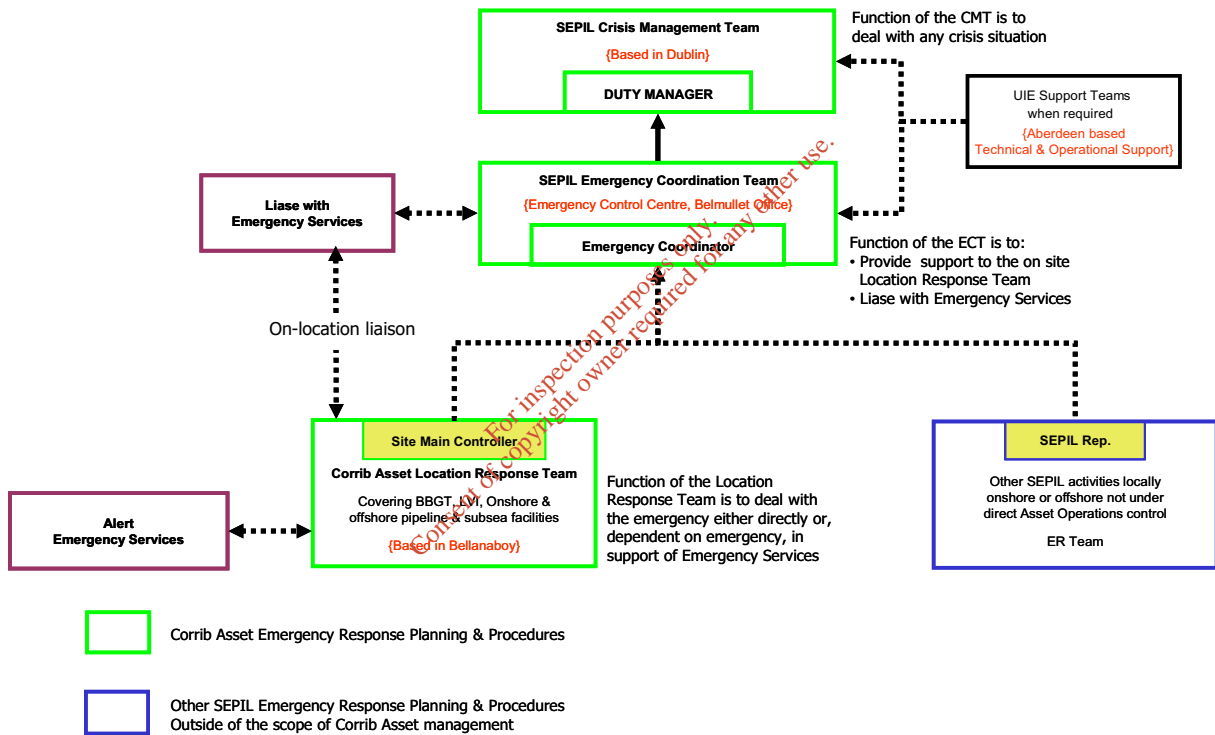 SEPIL Crisis Management Team
{Based in Dublin}
DUTY MANAGER
Function of the CMT is to
deal with any crisis situation
UIE Support Teams
when required
{Aberdeen based
Technical & Operational Support}
SEPIL Emergency Coordination Team
{Emergency Control Centre, Belmullet Office}
Emergency Coordinator
Liase with
Emergency Services
Function of the ECT is to:
• Provide support to the on site
Location Response Team
• Liase with Emergency Services
On-location liaison
Site Main Controller
Corrib Asset Location Response Team
Covering BBGT, LVI, Onshore &
offshore pipeline & subsea facilities
{Based in Bellanaboy}
Function of the Location
Response Team is to deal with
the emergency either directly or,
dependent on emergency, in
support of Emergency Services
SEPIL Rep.
Other SEPIL activities locally
onshore or offshore not under
direct Asset Operations control
ER Team
Alert
Emergency Services
Corrib Asset Emergency Response Planning & Procedures
Other SEPIL Emergency Response Planning & Procedures
Outside of the scope of Corrib Asset management
For inspection purposes only.
Consent of copyright owner required for any other use.